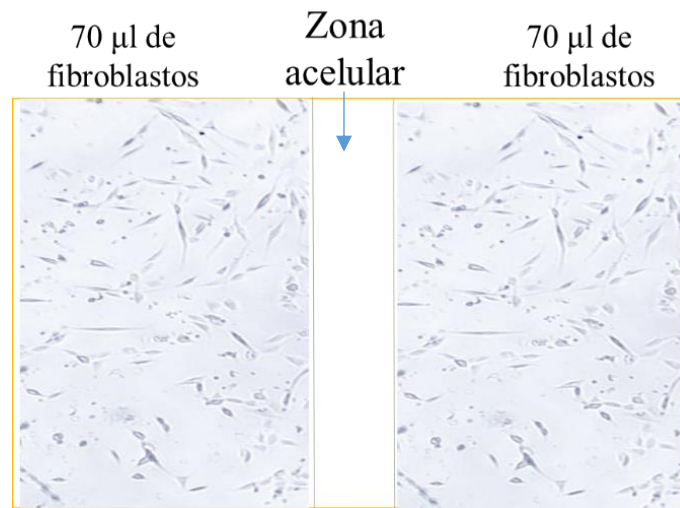 70 µl de
fibroblastos
Zona
acelular
70 µl de
fibroblastos